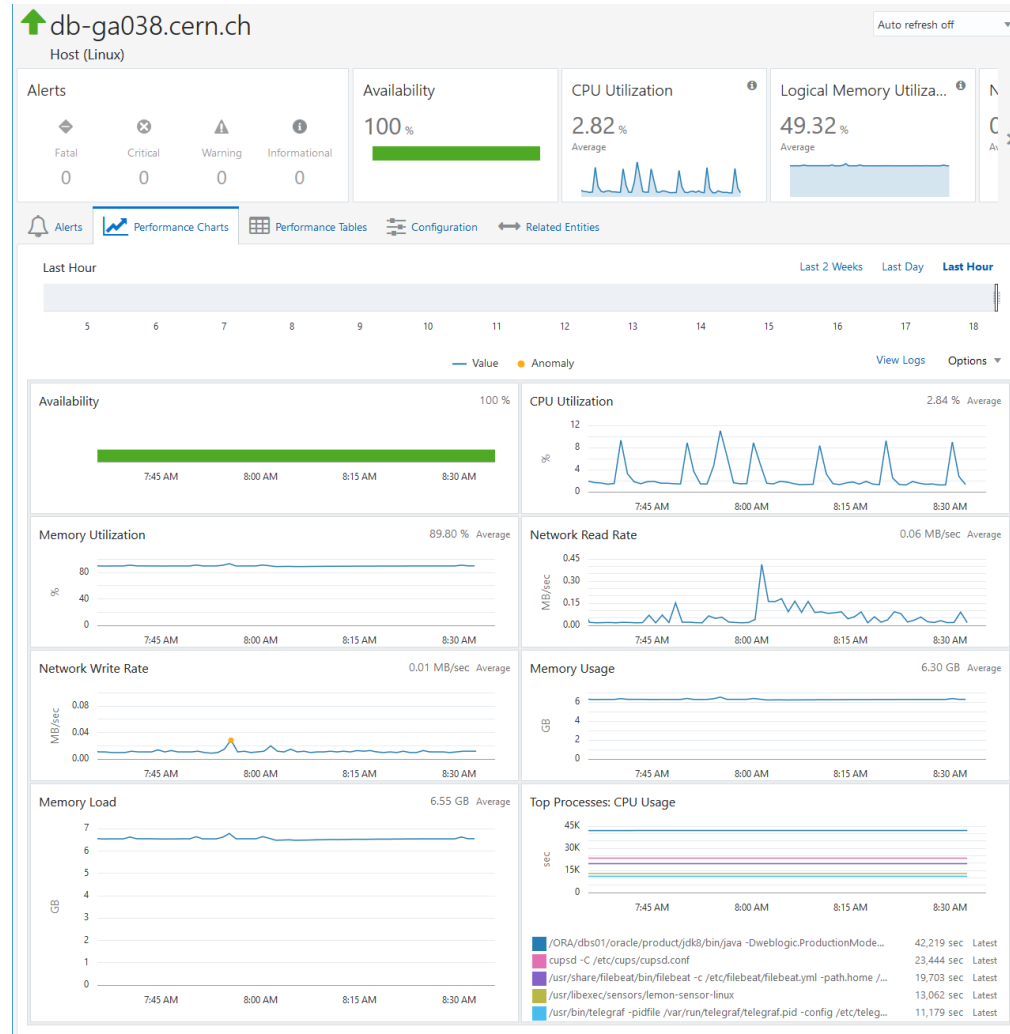 db-ga038.cern.ch
Auto refresh off
Host (Linux)
Alerts
Fatal Critical Warning Informational
0 0 0 0
Availability
100 %
CPU Utilization
2.82 %
Average
Logical Memory Utiliza...
49.32 %
Average
Alerts Performance Charts Performance Tables Configuration Related Entities
Last Hour
Last 2 Weeks Last Day Last Hour
5 6 7 8 9 10 11 12 13 14 15 16 17 18
Value Anomaly
View Logs Options
Availability 100 %
7:45 AM 8:00 AM 8:15 AM 8:30 AM
CPU Utilization 2.84 % Average
12
8
4
0
%
7:45 AM 8:00 AM 8:15 AM 8:30 AM
Memory Utilization 89.80 % Average
80
40
0
%
7:45 AM 8:00 AM 8:15 AM 8:30 AM
Network Read Rate 0.06 MB/sec Average
0.45
0.30
0.15
0.00
MB/sec
7:45 AM 8:00 AM 8:15 AM 8:30 AM
Network Write Rate 0.01 MB/sec Average
0.08
0.04
0.00
MB/sec
7:45 AM 8:00 AM 8:15 AM 8:30 AM
Memory Usage 6.30 GB Average
6
4
2
0
GB
7:45 AM 8:00 AM 8:15 AM 8:30 AM
Memory Load 6.55 GB Average
7
6
5
4
3
2
1
0
GB
7:45 AM 8:00 AM 8:15 AM 8:30 AM
Top Processes: CPU Usage
45K
30K
15K
0
sec
7:45 AM 8:00 AM 8:15 AM 8:30 AM
/ORA/dbs01/oracle/product/jdk8/bin/java -Dweblogic.ProductionMode... 42,219 sec Latest
cupsd -C /etc/cups/cupsd.conf 23,444 sec Latest
/usr/share/filebeat/bin/filebeat -c /etc/filebeat/filebeat.yml -path.home /... 19,703 sec Latest
/usr/libexec/sensors/lemon-sensor-linux 13,062 sec Latest
/usr/bin/telegraf -pidfile /var/run/telegraf/telegraf.pid -config /etc/teleg... 11,179 sec Latest